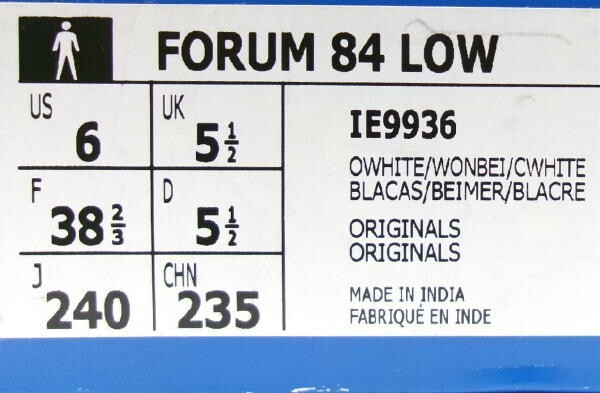 FORUM 84 LOW
US 6 UK 5 1/2
F 38 2/3 D 5 1/2
J 240 CHN 235
IE9936
OWHITE/WONBEI/CWHITE
BLACAS/BEIMER/BLACRE
ORIGINALS
ORIGINALS
MADE IN INDIA
FABRIQUÉ EN INDE